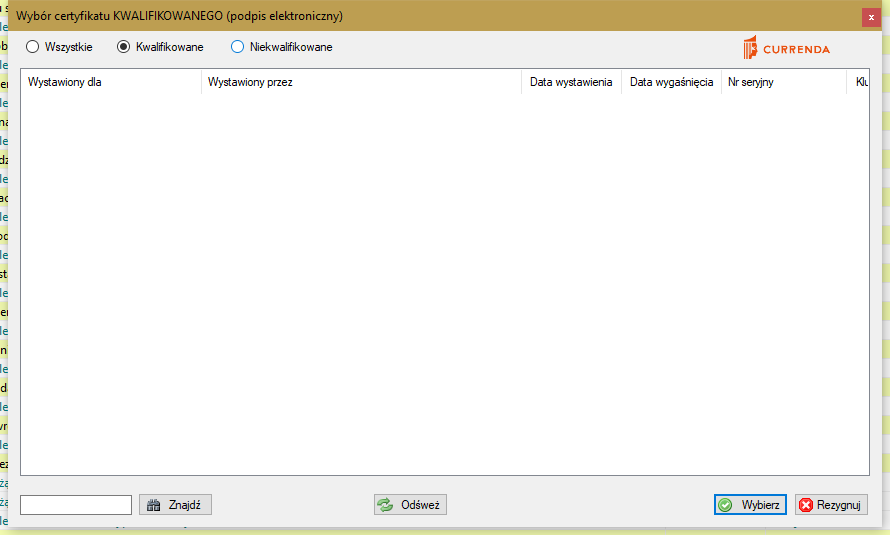 Wybór certyfikatu KWALIFIKOWANEGO (podpis elektroniczny)
Wszystkie Kwalifikowane Niekwalifikowane
CURRENDA
Wystawiony dla Wystawiony przez Data wystawienia Data wygaśnięcia Nr seryjny
Znajdź Odśwież Wybierz Rezygnuj